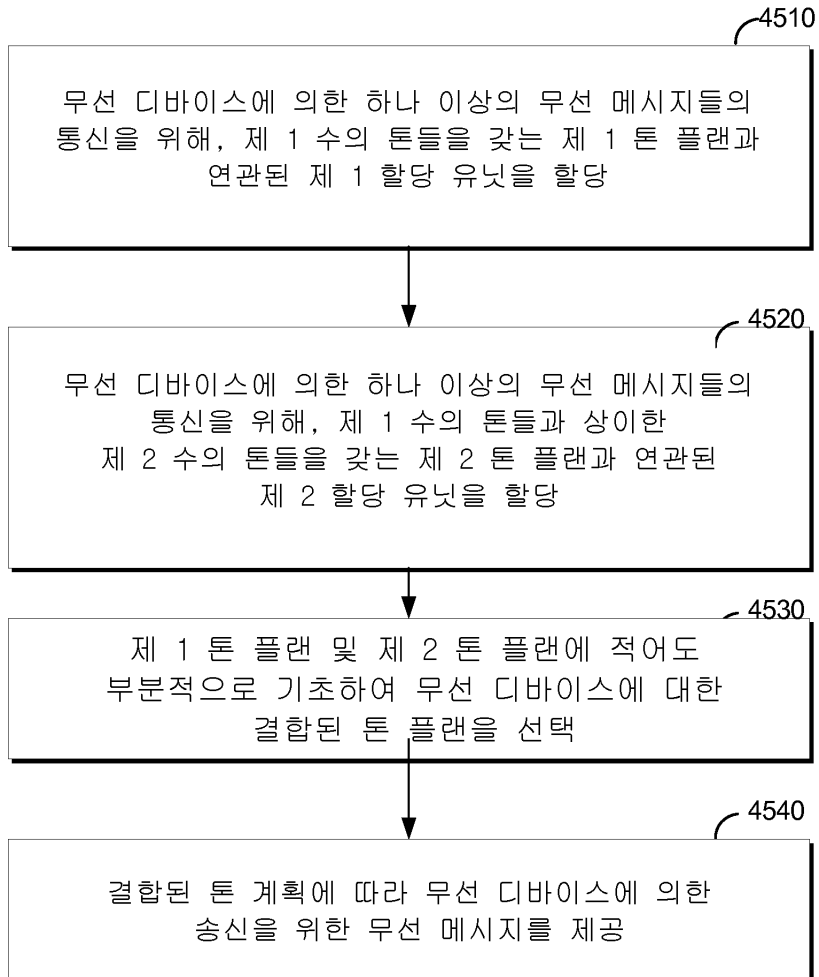 4510
무선 디바이스에 의한 하나 이상의 무선 메시지들의
통신을 위해, 제 1 수의 톤들을 갖는 제 1 톤 플랜과
연관된 제 1 할당 유닛을 할당
4520
무선 디바이스에 의한 하나 이상의 무선 메시지들의
통신을 위해, 제 1 수의 톤들과 상이한
제 2 수의 톤들을 갖는 제 2 톤 플랜과 연관된
제 2 할당 유닛을 할당
4530
제 1 톤 플랜 및 제 2 톤 플랜에 적어도
부분적으로 기초하여 무선 디바이스에 대한
결합된 톤 플랜을 선택
4540
결합된 톤 계획에 따라 무선 디바이스에 의한
송신을 위한 무선 메시지를 제공